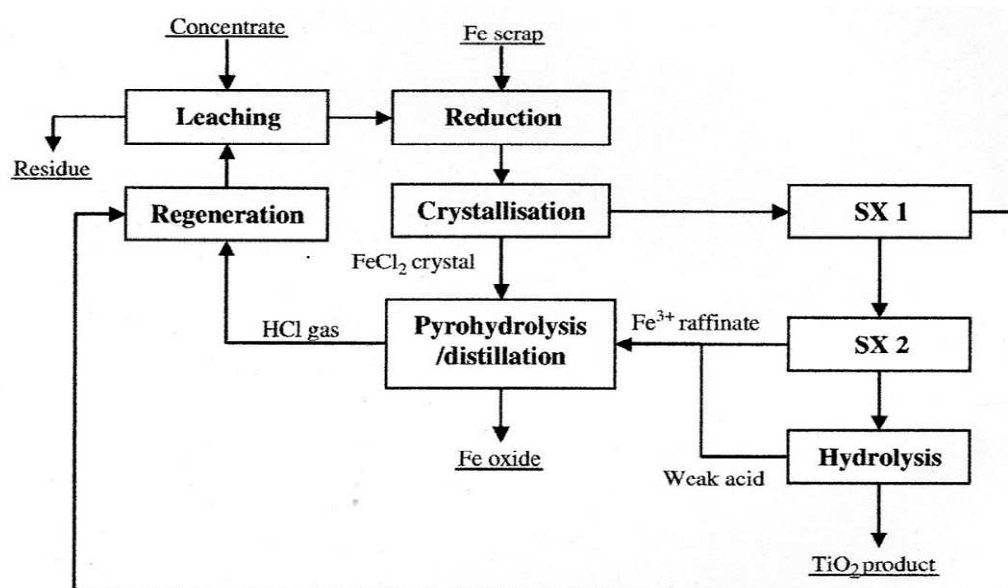 Concentrate
Fe scrap
Leaching
Reduction
Residue
Regeneration
Crystallisation
SX 1
FeCl₂ crystal
HCl gas
Pyrohydrolysis
/distillation
Fe³⁺ raffinate
SX 2
Fe oxide
Weak acid
Hydrolysis
TiO₂ product